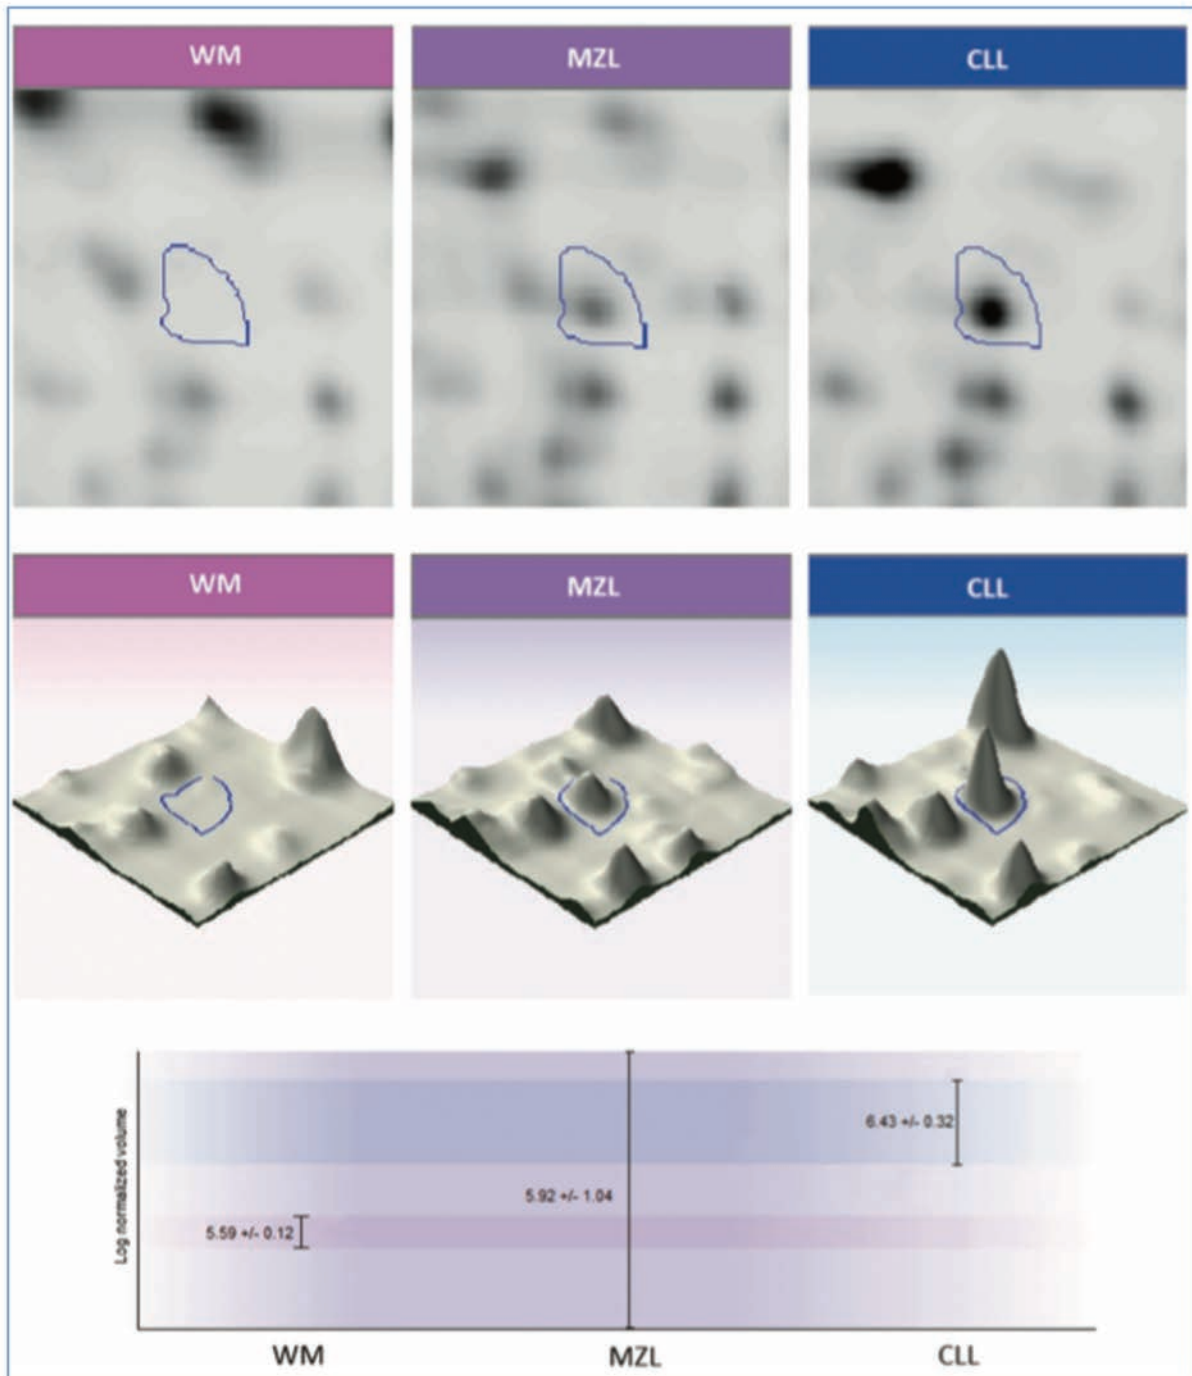 WM
MZL
CLL
WM
MZL
CLL
Log normalized volume
6.43 +/- 0.32
5.92 +/- 1.04
5.59 +/- 0.12
WM
MZL
CLL